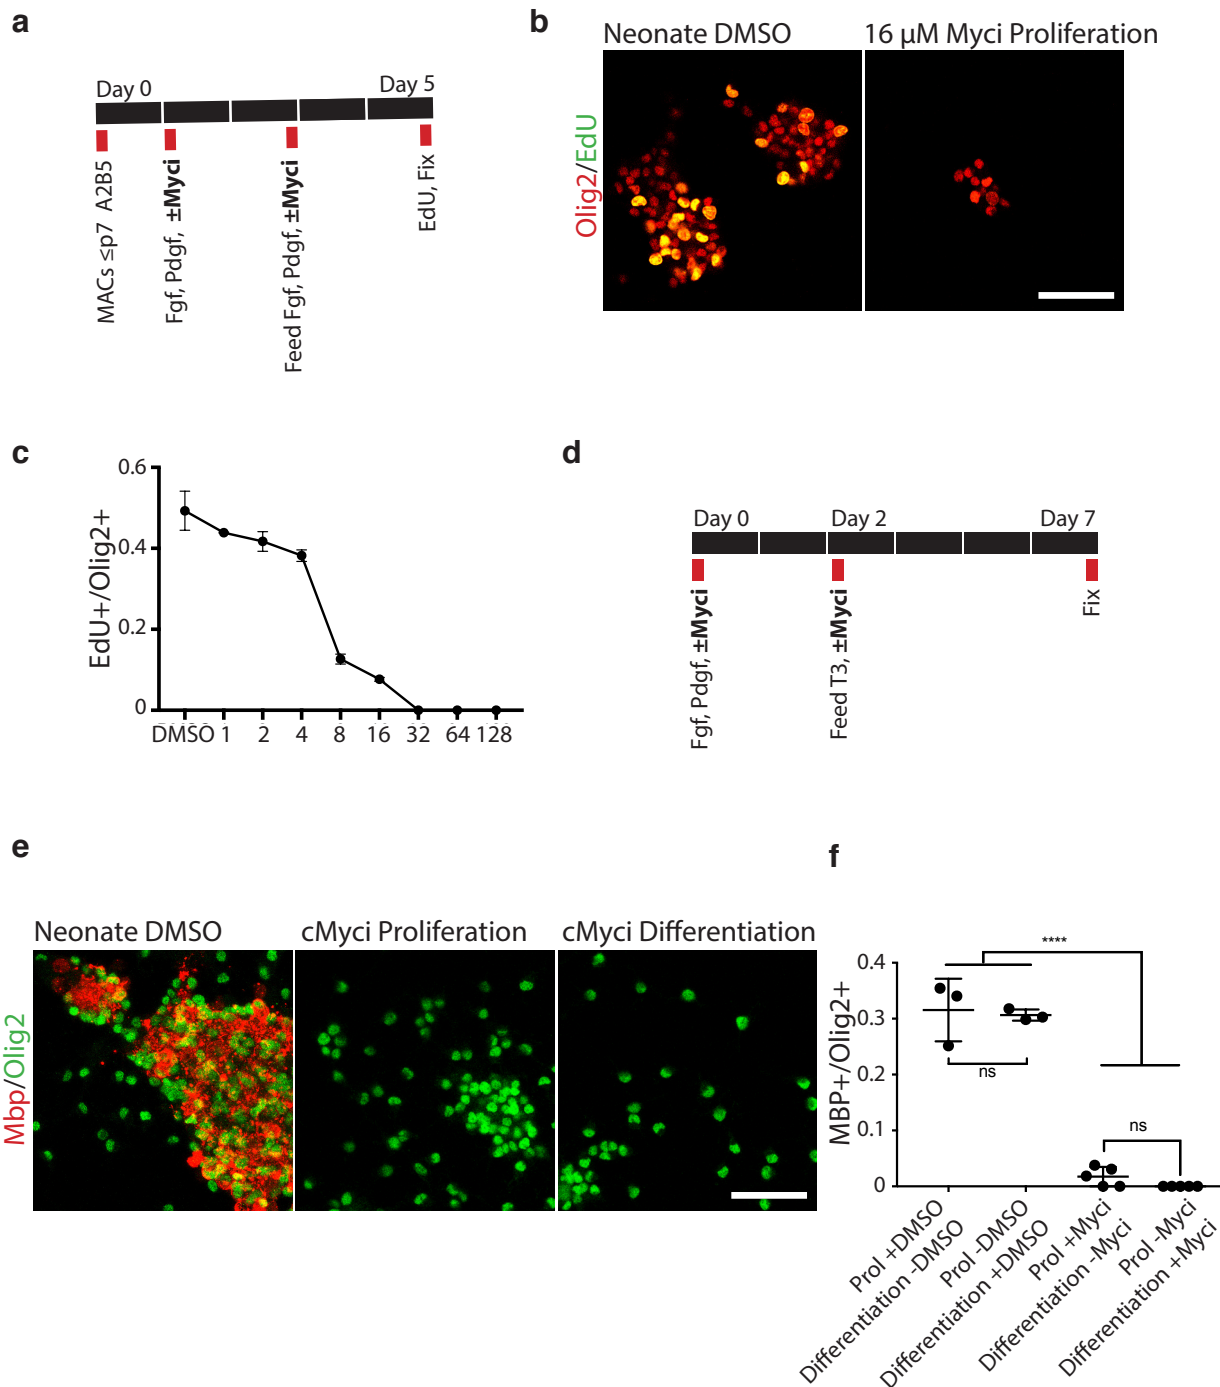 a
Day 0
Day 5
MACs ≤p7 A2B5
Fgf, Pdgf, ±Myci
Feed Fgf, Pdgf, ±Myci
EdU, Fix
b
Neonate DMSO
16 µM Myci Proliferation
Olig2/EdU
c
EdU+/Olig2+
0.6
0.4
0.2
0
DMSO 1 2 4 8 16 32 64 128
d
Day 0
Day 2
Day 7
Fgf, Pdgf, ±Myci
Feed T3, ±Myci
Fix
e
Neonate DMSO
cMyci Proliferation
cMyci Differentiation
Mbp/Olig2
f
MBP+/Olig2+
0.4
0.3
0.2
0.1
0
****
ns
ns
Prol +DMSO
Differentiation -DMSO
Prol -DMSO
Differentiation +DMSO
Prol +Myci
Differentiation -Myci
Prol -Myci
Differentiation +Myci